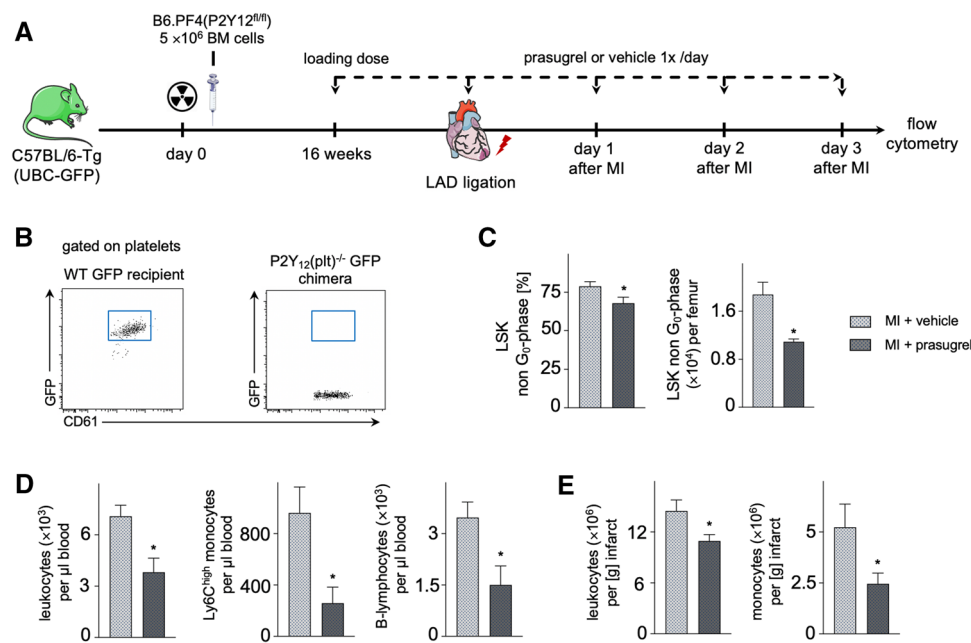 A
B6.PF4(P2Y12fl/fl)
5 ×10⁶ BM cells
loading dose
prasugrel or vehicle 1x /day
C57BL/6-Tg
(UBC-GFP)
day 0
16 weeks
LAD ligation
day 1
after MI
day 2
after MI
day 3
after MI
flow
cytometry
B
gated on platelets
WT GFP recipient
P2Y₁₂(plt)⁻/⁻ GFP
chimera
GFP
GFP
CD61
C
LSK
non G₀-phase [%]
75
50
25
0
LSK non G₀-phase
(×10⁴) per femur
1.8
1.2
0.6
0
*
*
MI + vehicle
MI + prasugrel
D
leukocytes (×10³)
per µl blood
6
3
0
*
Ly6Cʰⁱᵍʰ monocytes
per µl blood
800
400
0
*
B-lymphocytes (×10³)
per µl blood
3
1.5
0
*
E
leukocytes (×10⁶)
per [g] infarct
12
6
0
*
monocytes (×10⁶)
per [g] infarct
5
2.5
0
*